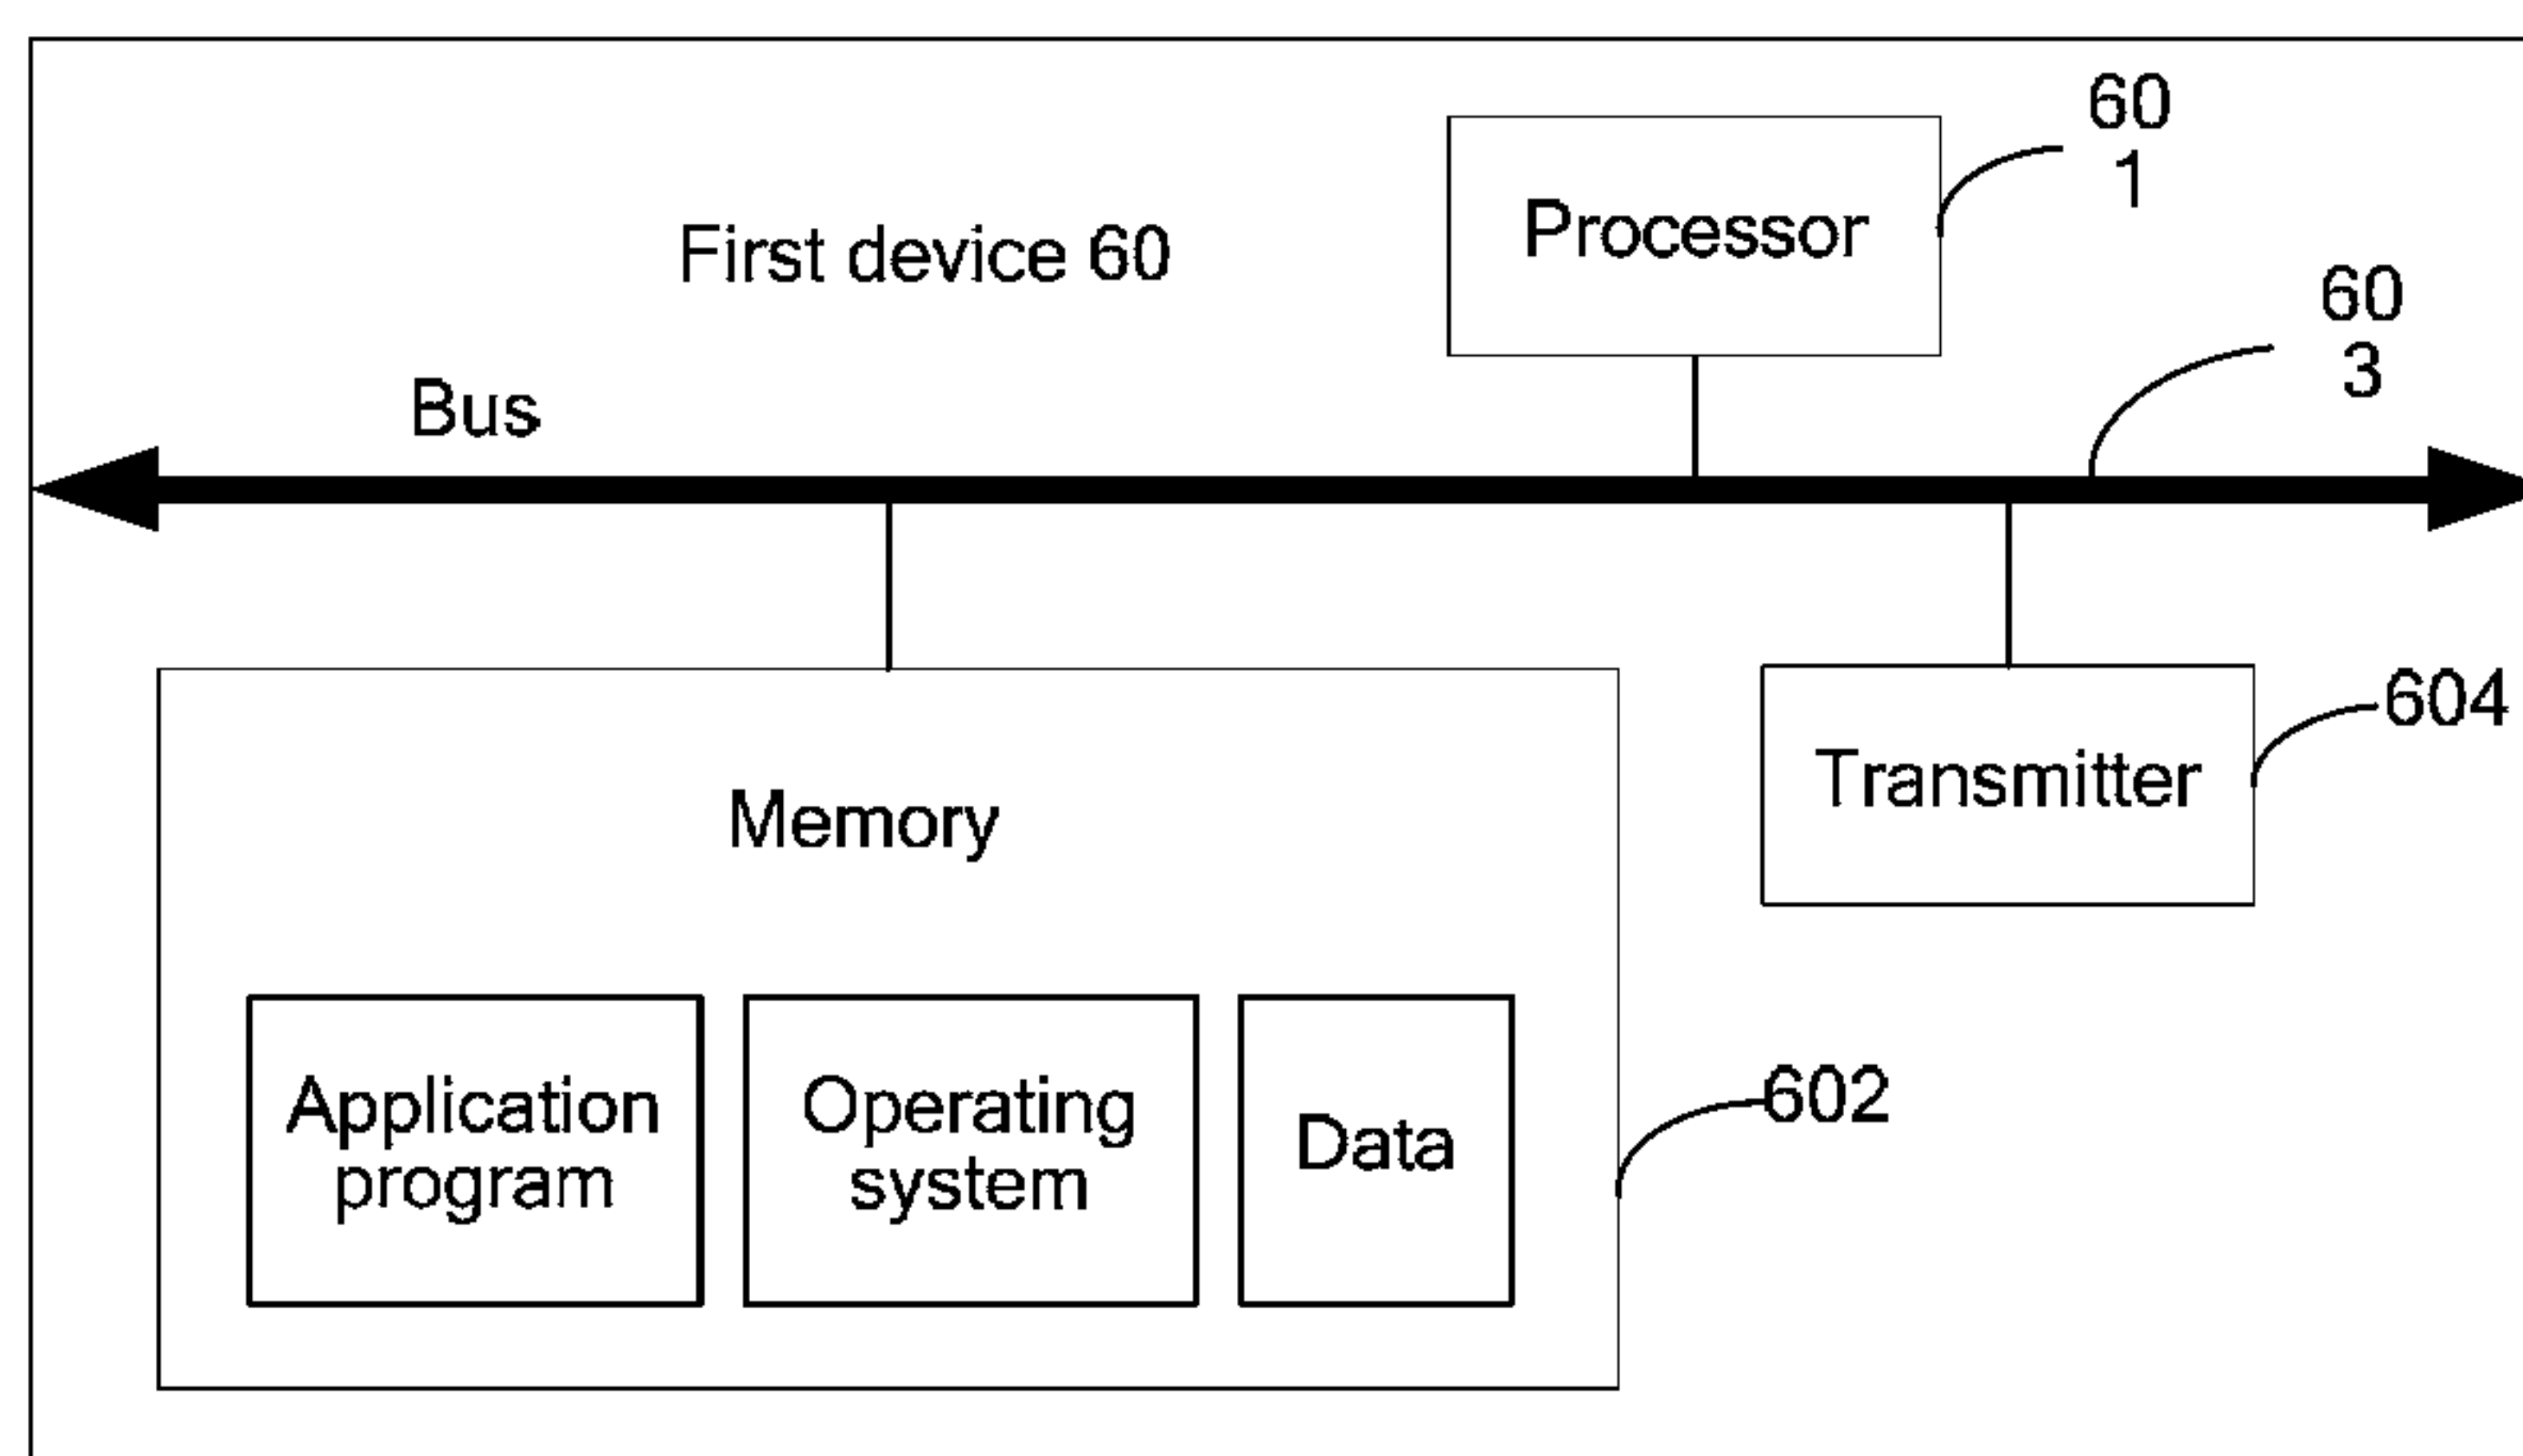 60
1
Processor
First device 60
60
3
Bus
604
Transmitter
Memory
602
Application
program
Operating
system
Data